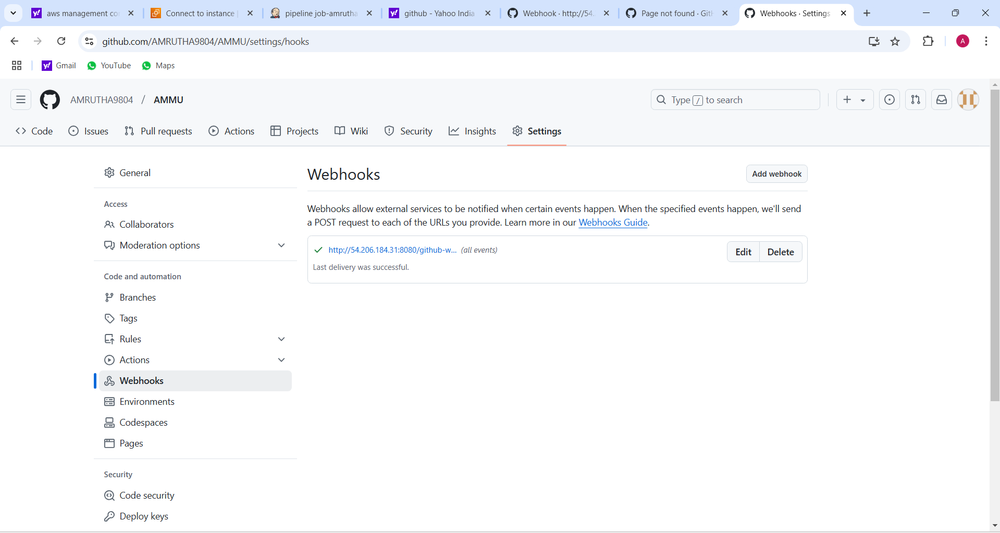 aws management co
Connect to instance |
pipeline job-amrutha
github - Yahoo India
Webhook · http://54.
Page not found · Git
Webhooks · Settings
github.com/AMRUTHA9804/AMMU/settings/hooks
A
Gmail
YouTube
Maps
AMRUTHA9804 / AMMU
Type / to search
Code
Issues
Pull requests
Actions
Projects
Wiki
Security
Insights
Settings
General
Access
Collaborators
Moderation options
Code and automation
Branches
Tags
Rules
Actions
Webhooks
Environments
Codespaces
Pages
Security
Code security
Deploy keys
Webhooks
Add webhook
Webhooks allow external services to be notified when certain events happen. When the specified events happen, we'll send
a POST request to each of the URLs you provide. Learn more in our Webhooks Guide.
http://54.206.184.31:8080/github-w... (all events)
Edit
Delete
Last delivery was successful.